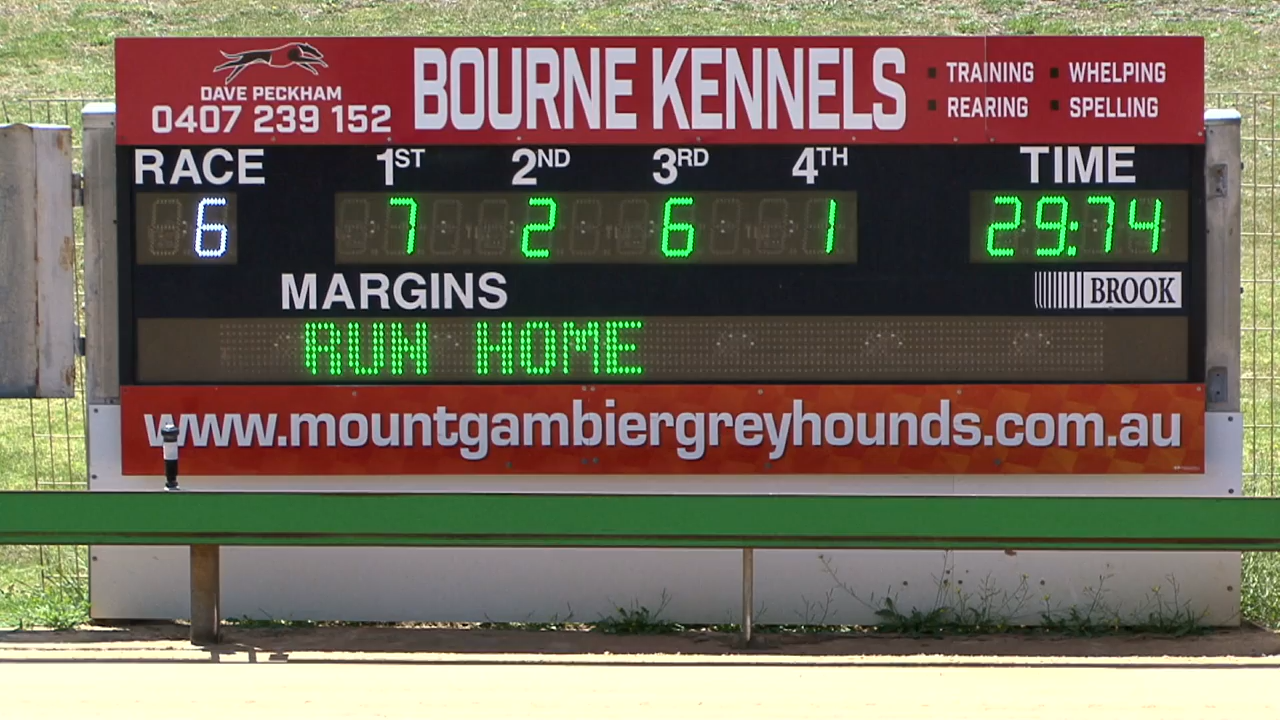 DAVE PECKHAM
0407 239 152
BOURNE KENNELS
TRAINING
WHELPING
REARING
SPELLING
RACE 1ST 2ND 3RD 4TH TIME
6 7 2 6 1 29:74
MARGINS
BROOK
RUN HOME
www.mountgambiergreyhounds.com.au